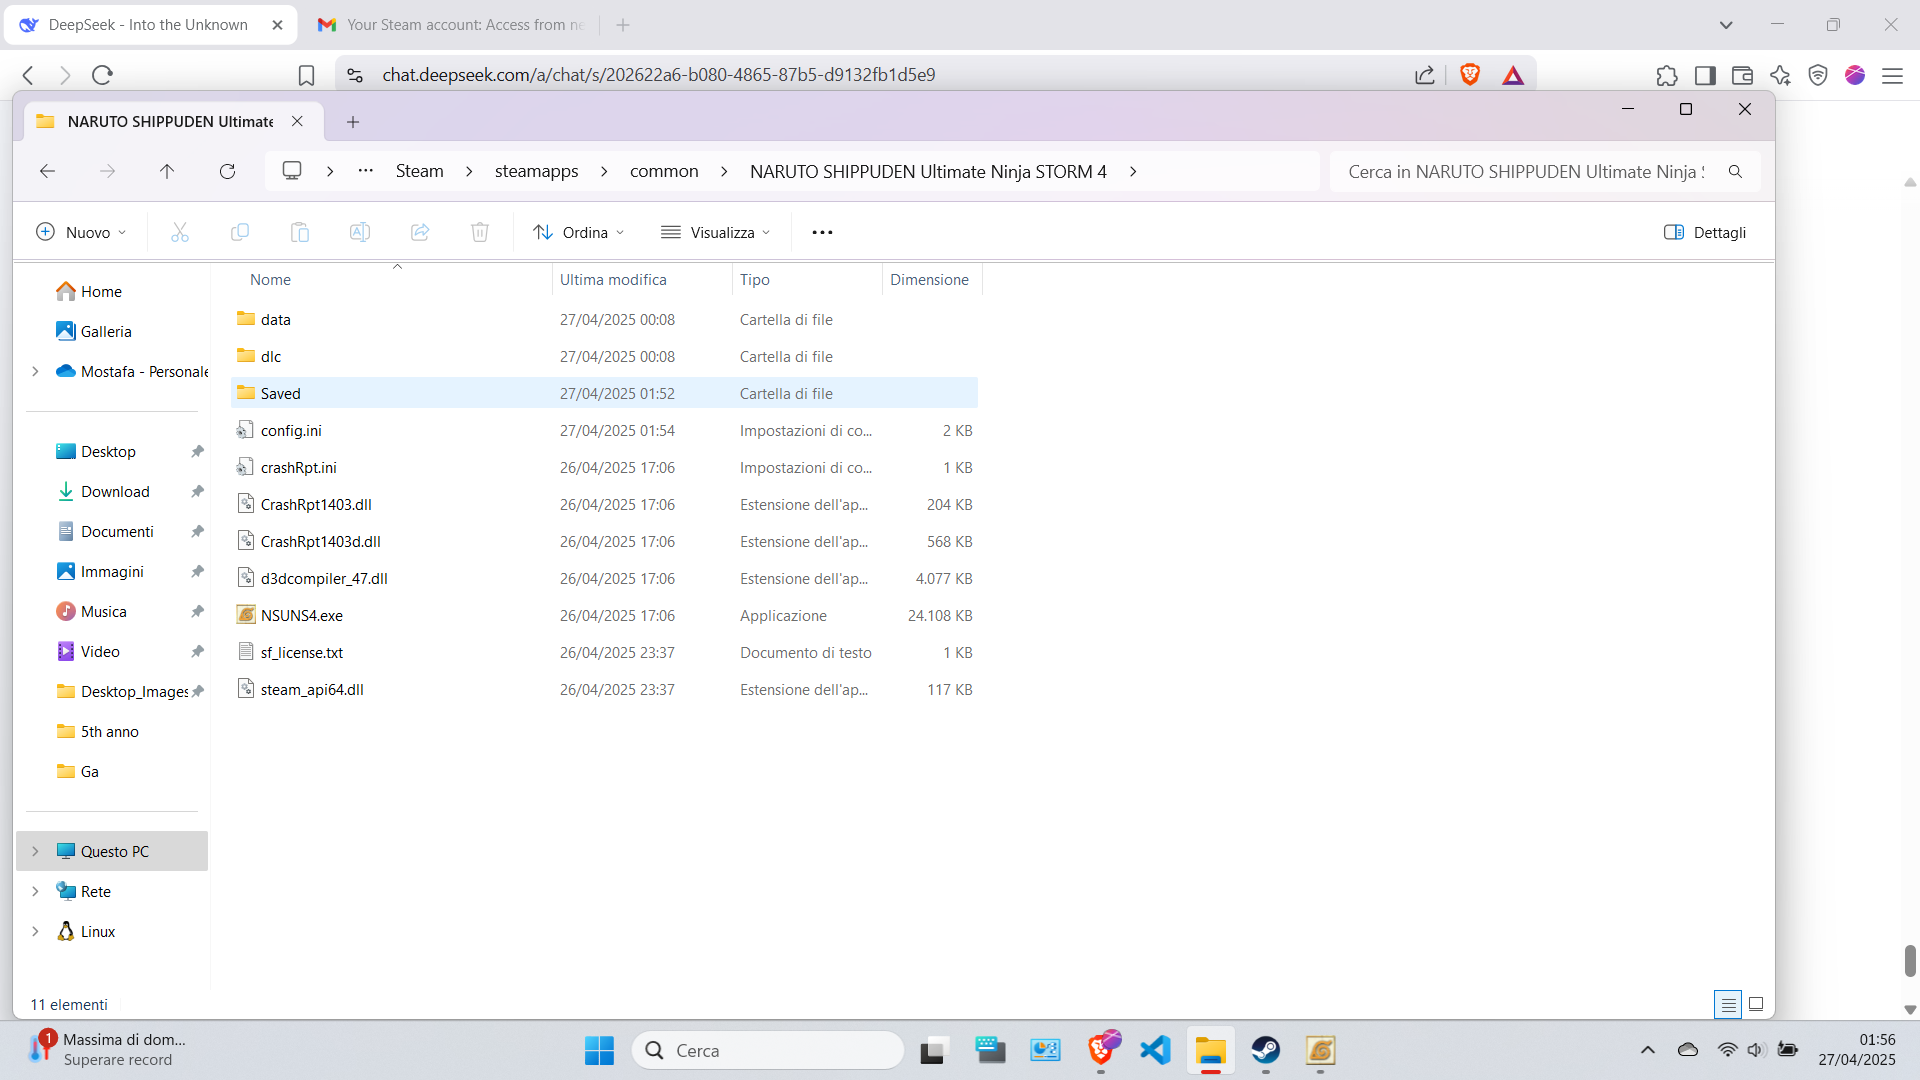 DeepSeek - Into the Unknown
Your Steam account: Access from ne
chat.deepseek.com/a/chat/s/202622a6-b080-4865-87b5-d9132fb1d5e9
NARUTO SHIPPUDEN Ultimate
Steam
steamapps
common
NARUTO SHIPPUDEN Ultimate Ninja STORM 4
Cerca in NARUTO SHIPPUDEN Ultimate Ninja
Nuovo
Ordina
Visualizza
Dettagli
Home
Galleria
Mostafa - Personale
Desktop
Download
Documenti
Immagini
Musica
Video
Desktop_Images
5th anno
Ga
Questo PC
Rete
Linux
Nome Ultima modifica Tipo Dimensione
data 27/04/2025 00:08 Cartella di file
dlc 27/04/2025 00:08 Cartella di file
Saved 27/04/2025 01:52 Cartella di file
config.ini 27/04/2025 01:54 Impostazioni di co... 2 KB
crashRpt.ini 26/04/2025 17:06 Impostazioni di co... 1 KB
CrashRpt1403.dll 26/04/2025 17:06 Estensione dell'ap... 204 KB
CrashRpt1403d.dll 26/04/2025 17:06 Estensione dell'ap... 568 KB
d3dcompiler_47.dll 26/04/2025 17:06 Estensione dell'ap... 4.077 KB
NSUNS4.exe 26/04/2025 17:06 Applicazione 24.108 KB
sf_license.txt 26/04/2025 23:37 Documento di testo 1 KB
steam_api64.dll 26/04/2025 23:37 Estensione dell'ap... 117 KB
11 elementi
1
Massima di dom...
Superare record
Cerca
01:56
27/04/2025